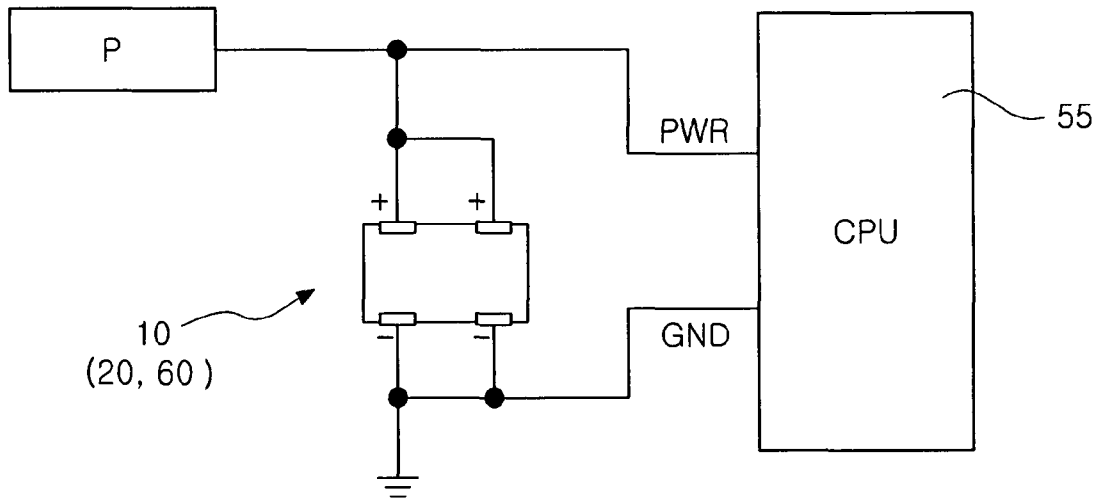 P
PWR
55
+ +
CPU
10
(20, 60)
- -
GND